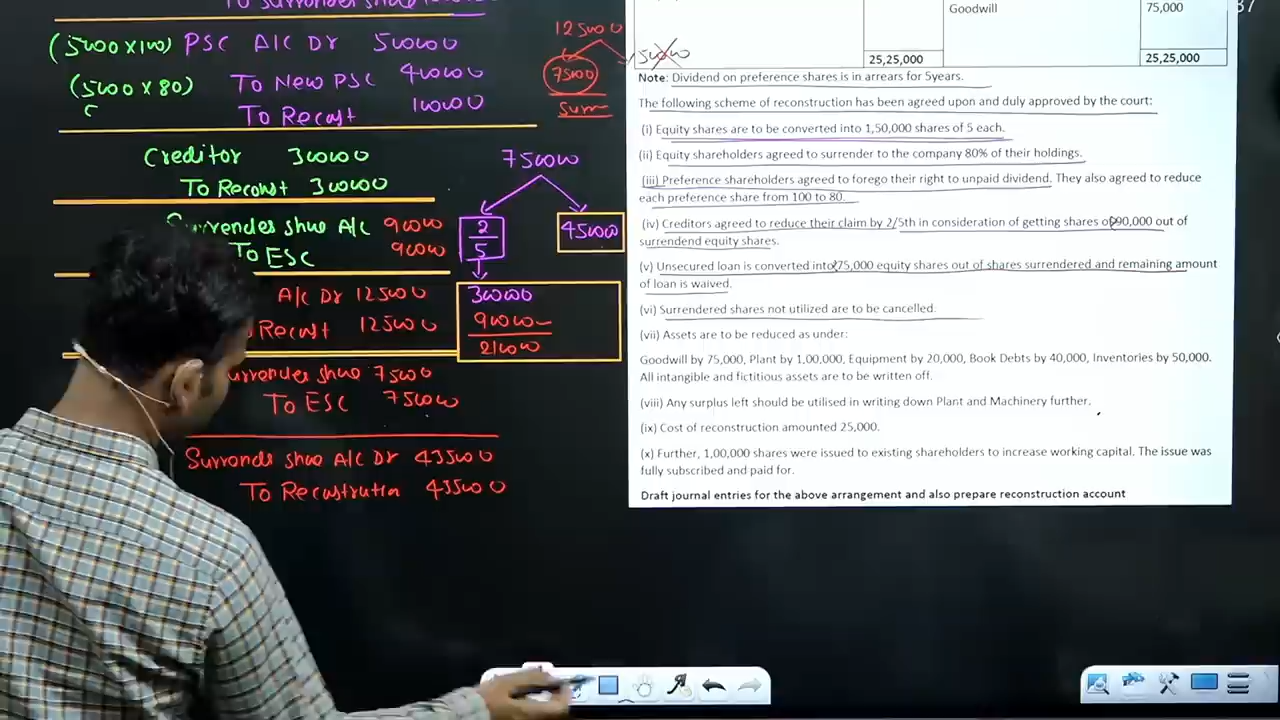 To Surrender share
(5000x100) PSC A/C Dr 500000
(5000 x 80) To New PSC 400000
To Recost 100000
Creditor 300000
To Reconst 300000
Surrender share A/c 90000
To ESC 90000
A/c Dr 125000
Recost 125000
urrender share 75000
To ESC 75000
Surrende share A/c Dr 435000
To Reconstruction 435000
125000
75000
50000
Surr
750000
2
5
450000
300000
90000
210000
37
Goodwill 75,000
25,25,000 25,25,000
Note: Dividend on preference shares is in arrears for 5years.
The following scheme of reconstruction has been agreed upon and duly approved by the court:
(i) Equity shares are to be converted into 1,50,000 shares of 5 each.
(ii) Equity shareholders agreed to surrender to the company 80% of their holdings.
(iii) Preference shareholders agreed to forego their right to unpaid dividend. They also agreed to reduce
each preference share from 100 to 80.
(iv) Creditors agreed to reduce their claim by 2/5th in consideration of getting shares of 90,000 out of
surrendend equity shares.
(v) Unsecured loan is converted into 75,000 equity shares out of shares surrendered and remaining amount
of loan is waived.
(vi) Surrendered shares not utilized are to be cancelled.
(vii) Assets are to be reduced as under:
Goodwill by 75,000, Plant by 1,00,000, Equipment by 20,000, Book Debts by 40,000, Inventories by 50,000.
All intangible and fictitious assets are to be written off.
(viii) Any surplus left should be utilised in writing down Plant and Machinery further.
(ix) Cost of reconstruction amounted 25,000.
(x) Further, 1,00,000 shares were issued to existing shareholders to increase working capital. The issue was
fully subscribed and paid for.
Draft journal entries for the above arrangement and also prepare reconstruction account